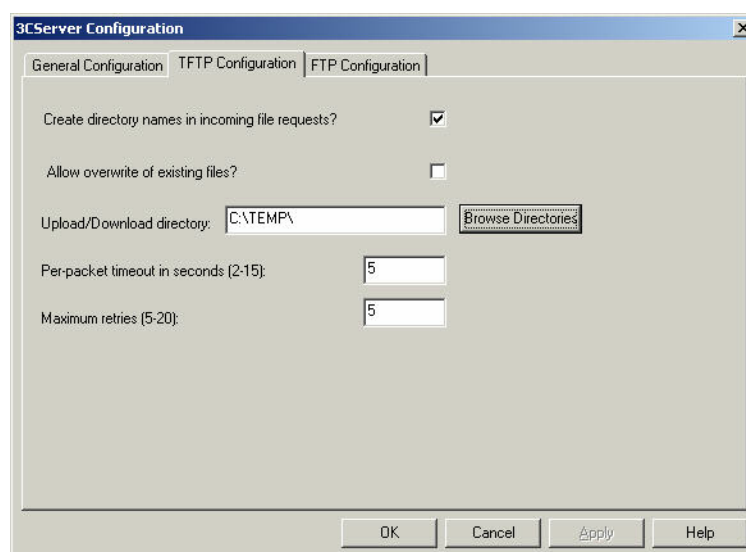 3CServer Configuration
General Configuration TFTP Configuration FTP Configuration
Create directory names in incoming file requests?
Allow overwrite of existing files?
Upload/Download directory: C:\TEMP\ Browse Directories
Per-packet timeout in seconds (2-15): 5
Maximum retries (5-20): 5
OK Cancel Apply Help